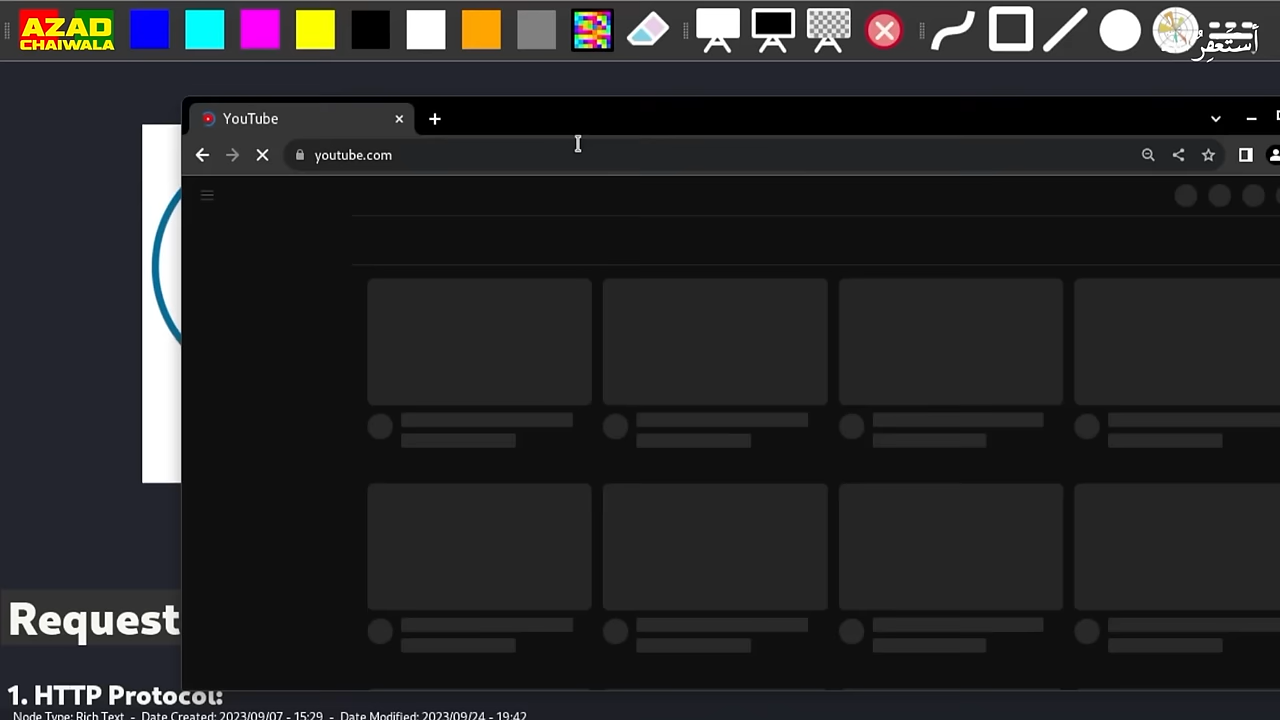 AZAD
CHAIWALA
أستغفر
YouTube
youtube.com
Request
1. HTTP Protocol:
Node Type: Rich Text - Date Created: 2023/09/07 - 15:29 - Date Modified: 2023/09/24 - 19:42